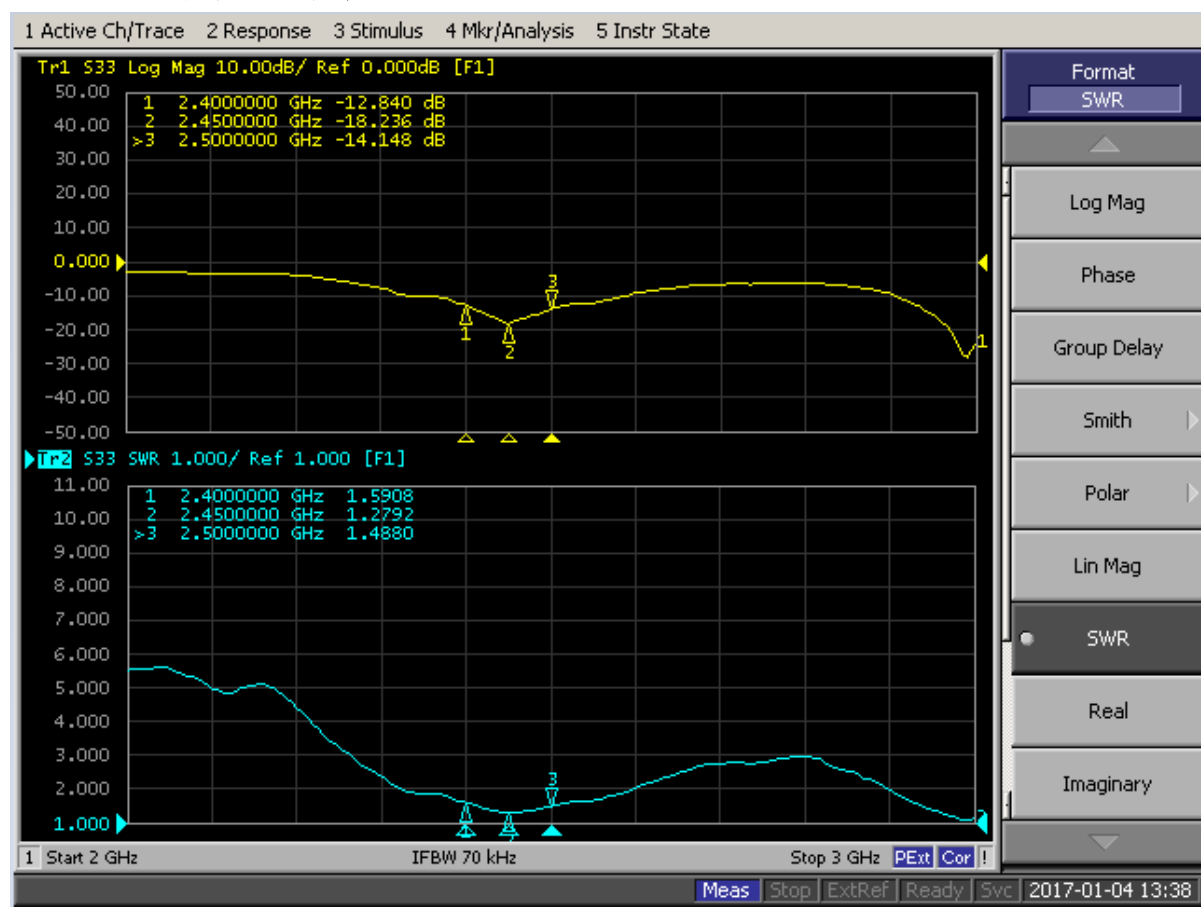 1 Active Ch/Trace 2 Response 3 Stimulus 4 Mkr/Analysis 5 Instr State
Tr1 S33 Log Mag 10.00dB/ Ref 0.000dB [F1]
50.00
40.00
30.00
20.00
10.00
0.000
-10.00
-20.00
-30.00
-40.00
-50.00
1 2.4000000 GHz -12.840 dB
2 2.4500000 GHz -18.236 dB
>3 2.5000000 GHz -14.148 dB
3
1
2
1
Tr2 S33 SWR 1.000/ Ref 1.000 [F1]
11.00
10.00
9.000
8.000
7.000
6.000
5.000
4.000
3.000
2.000
1.000
1 2.4000000 GHz 1.5908
2 2.4500000 GHz 1.2792
>3 2.5000000 GHz 1.4880
3
1 Start 2 GHz IFBW 70 kHz Stop 3 GHz PExt Cor !
Meas Stop ExtRef Ready Svc 2017-01-04 13:38
Format
SWR
Log Mag
Phase
Group Delay
Smith
Polar
Lin Mag
SWR
Real
Imaginary